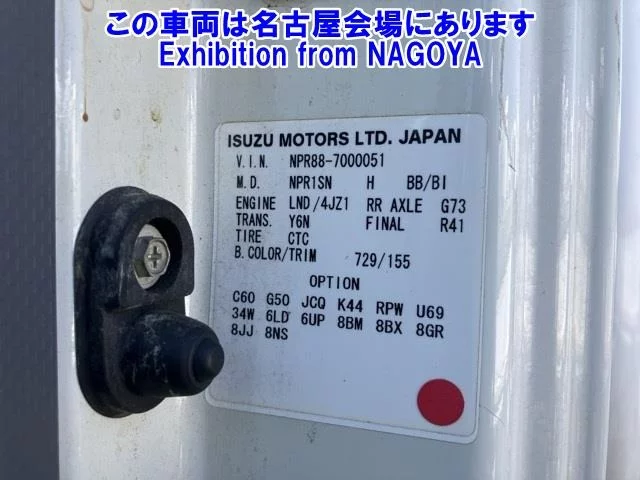 この車両は名古屋会場にあります
Exhibition from NAGOYA
ISUZU MOTORS LTD. JAPAN
V.I.N. NPR88-7000051
M.D. NPR1SN H BB/BI
ENGINE LND/4JZ1 RR AXLE G73
TRANS. Y6N FINAL R41
TIRE CTC
B.COLOR/TRIM 729/155
OPTION
C60 G50 JCQ K44 RPW U69
34W 6LD 6UP 8BM 8BX 8GR
8JJ 8NS